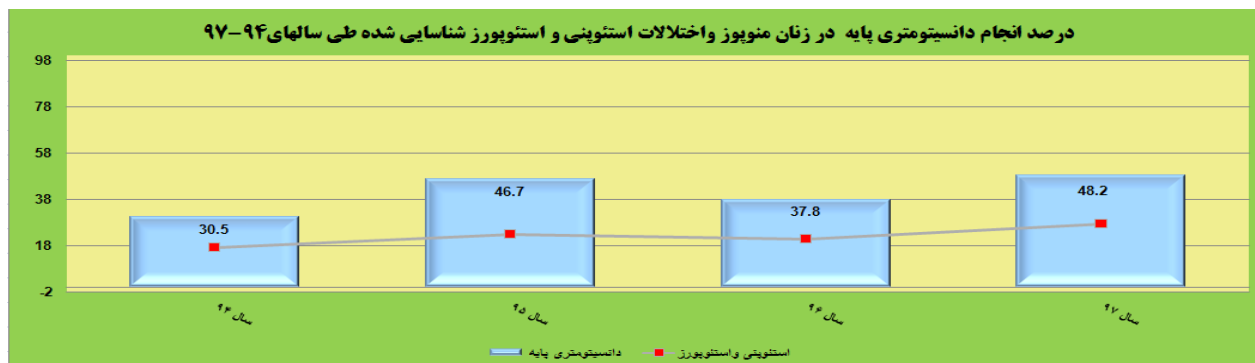 درصد انجام دانسیتومتری پایه در زنان منوپوز واختلالات استئوپنی و استئوپورز شناسایی شده طی سالهای۹۴-۹۷
98
78
58
38
18
-2
30.5
46.7
37.8
48.2
سال ۹۴
سال ۹۵
سال ۹۶
سال ۹۷
دانسیتومتری پایه
استئوپنی واستئوپورز